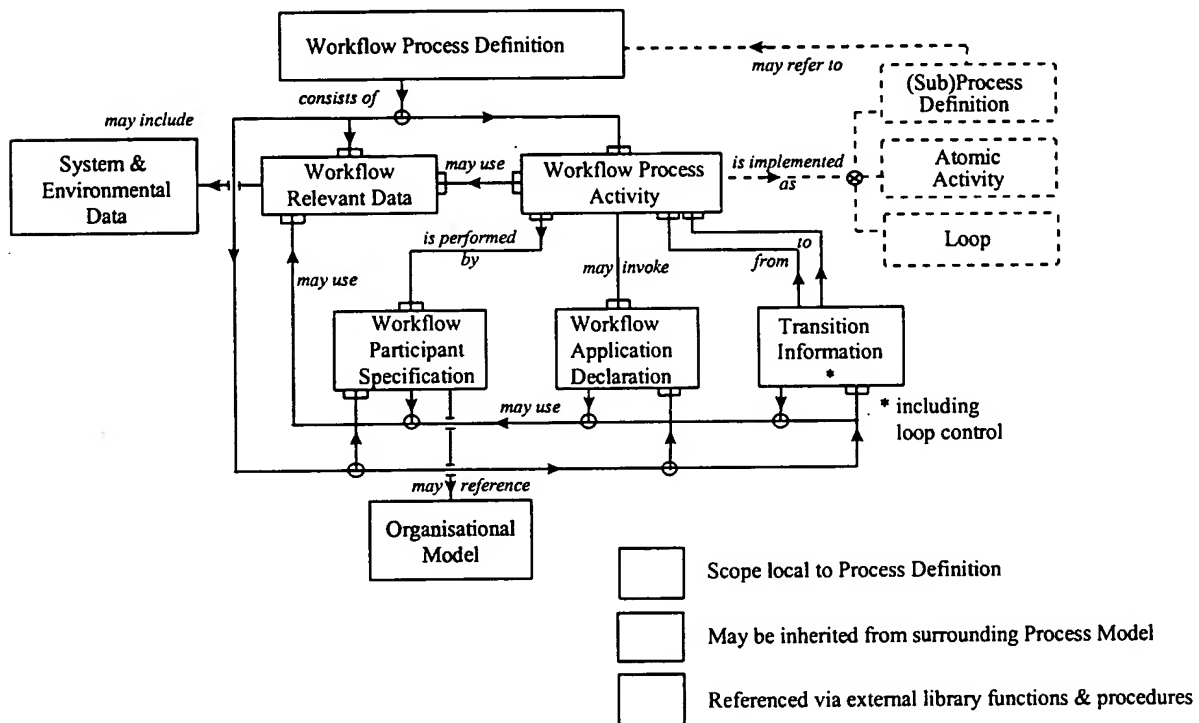 Workflow Process Definition
may refer to
(Sub)Process
Definition
consists of
may include
System &
Environmental
Data
Workflow
Relevant Data
may use
Workflow Process
Activity
is implemented
as
Atomic
Activity
Loop
is performed
by
may use
may invoke
to
from
Workflow
Participant
Specification
Workflow
Application
Declaration
Transition
Information
*
may use
* including
loop control
may reference
Organisational
Model
Scope local to Process Definition
May be inherited from surrounding Process Model
Referenced via external library functions & procedures